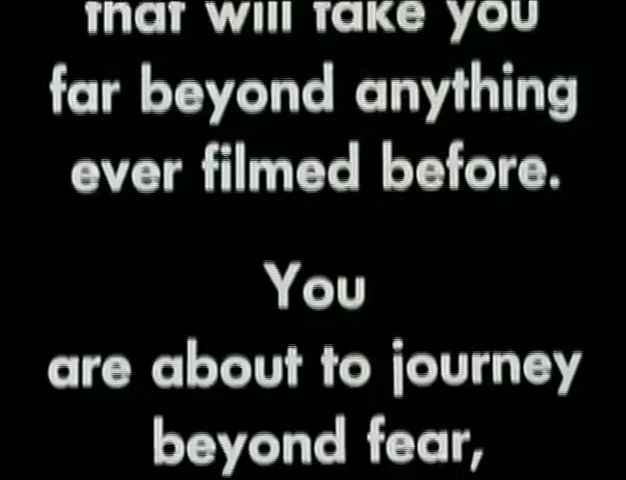 that will take you
far beyond anything
ever filmed before.
You
are about to journey
beyond fear,